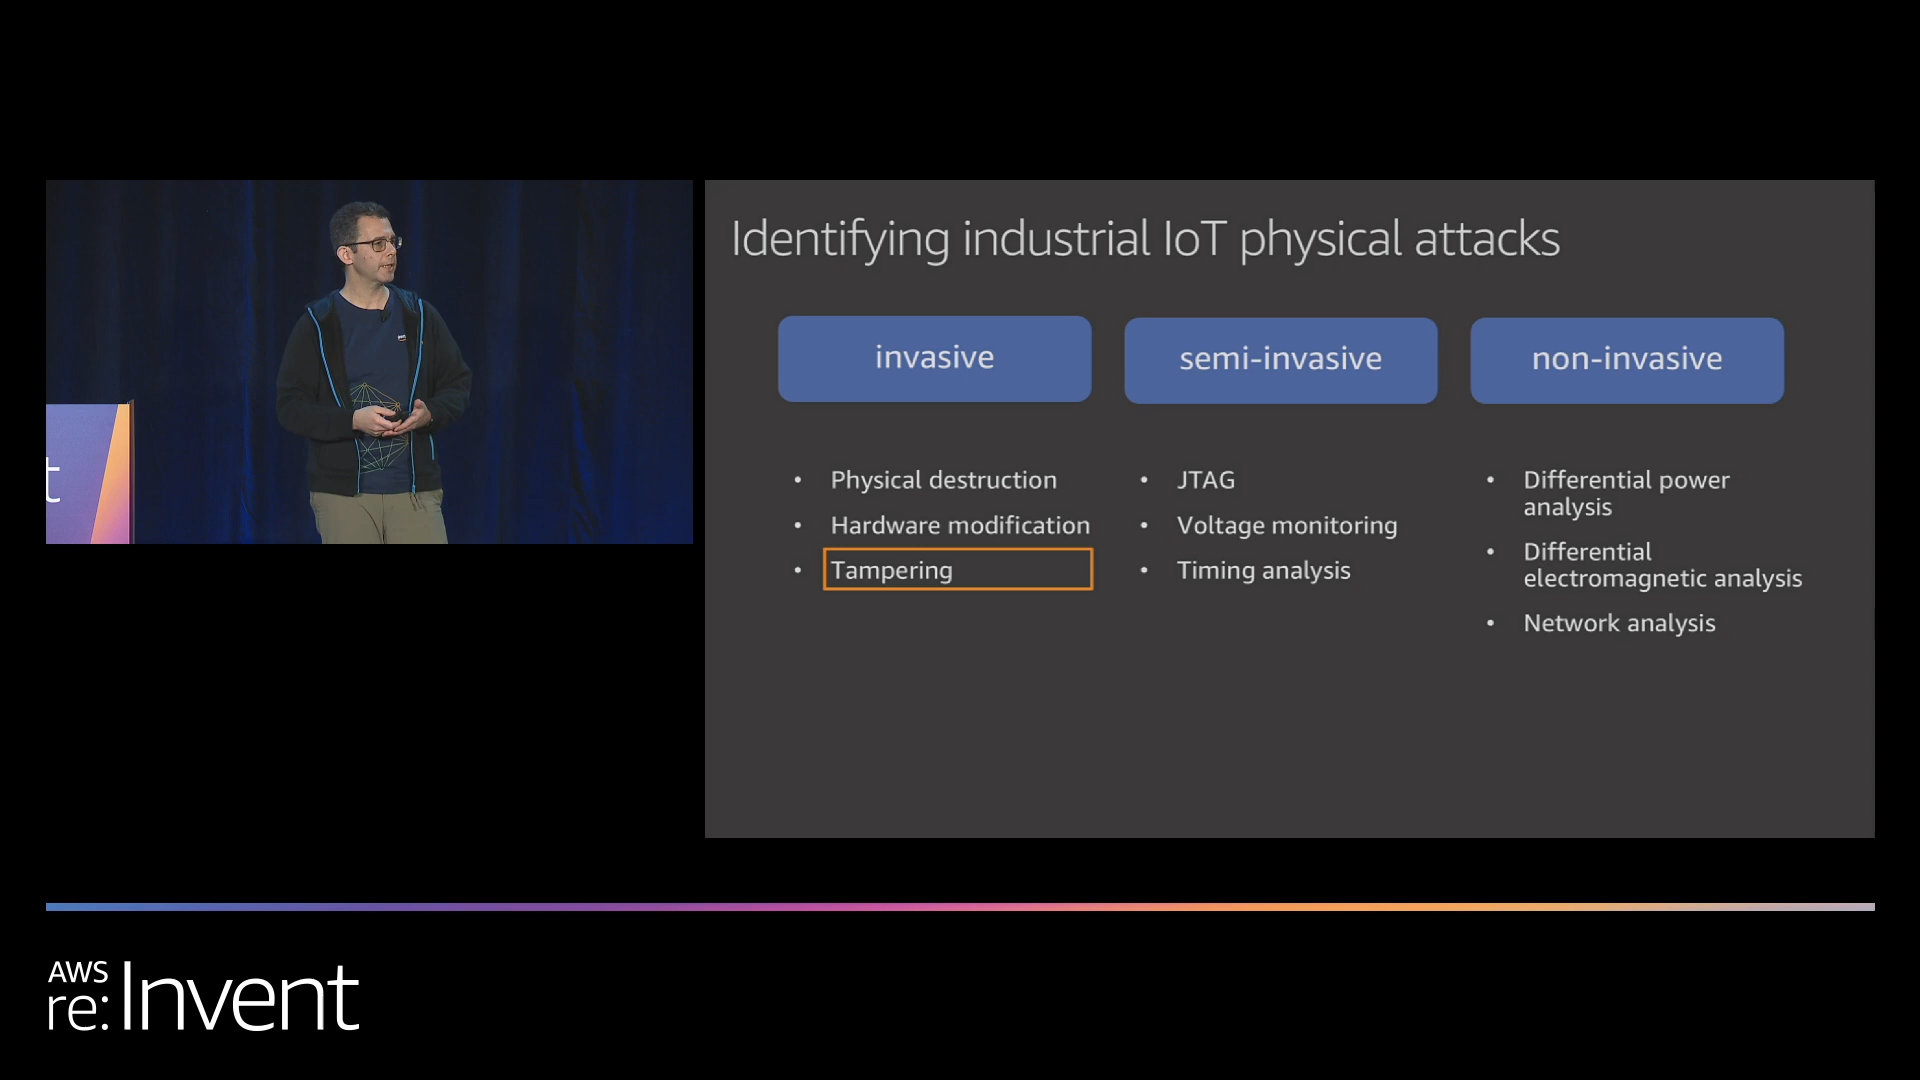 Identifying industrial IoT physical attacks
invasive
semi-invasive
non-invasive
• Physical destruction
• Hardware modification
• Tampering
• JTAG
• Voltage monitoring
• Timing analysis
• Differential power
analysis
• Differential
electromagnetic analysis
• Network analysis
t
AWS
re:Invent